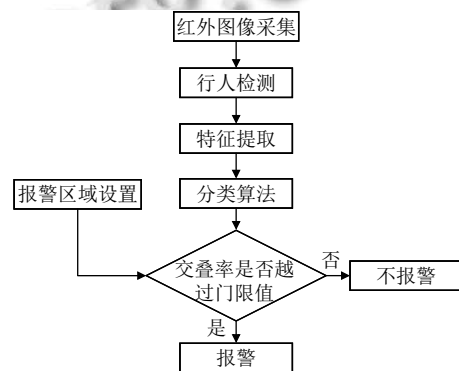 红外图像采集
行人检测
特征提取
报警区域设置
分类算法
交叠率是否越
过门限值
否
不报警
是
报警